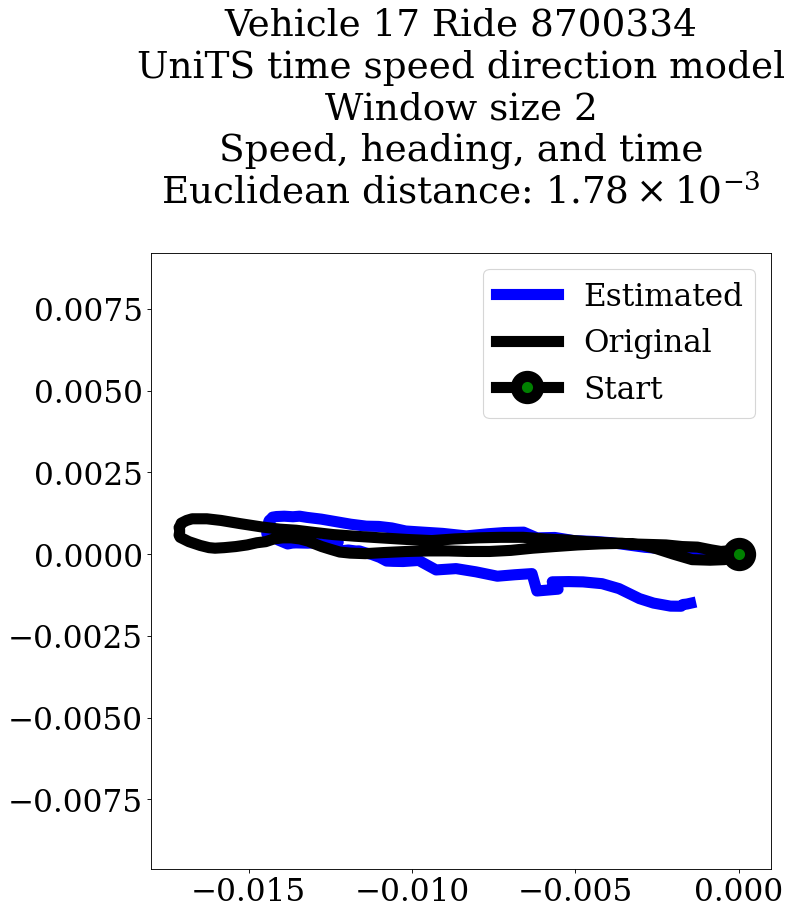 Vehicle 17 Ride 8700334
UniTS time speed direction model
Window size 2
Speed, heading, and time
Euclidean distance: 1.78 × 10⁻³
Estimated
Original
Start
0.0075
0.0050
0.0025
0.0000
−0.0025
−0.0050
−0.0075
−0.015 −0.010 −0.005 0.000